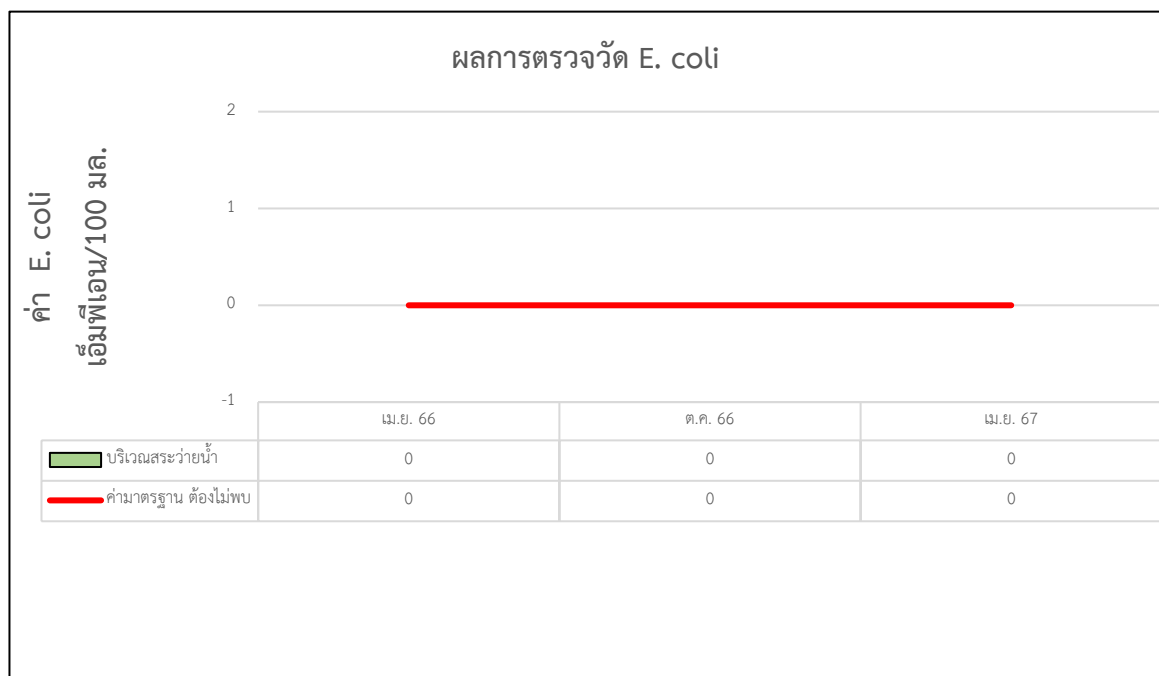 ผลการตรวจวัด E. coli
ค่า E. coli
เอ็มพีเอน/100 มล.
2
1
0
-1
เม.ย. 66 ต.ค. 66 เม.ย. 67
บริเวณสระว่ายน้ำ 0 0 0
ค่ามาตรฐาน ต้องไม่พบ 0 0 0